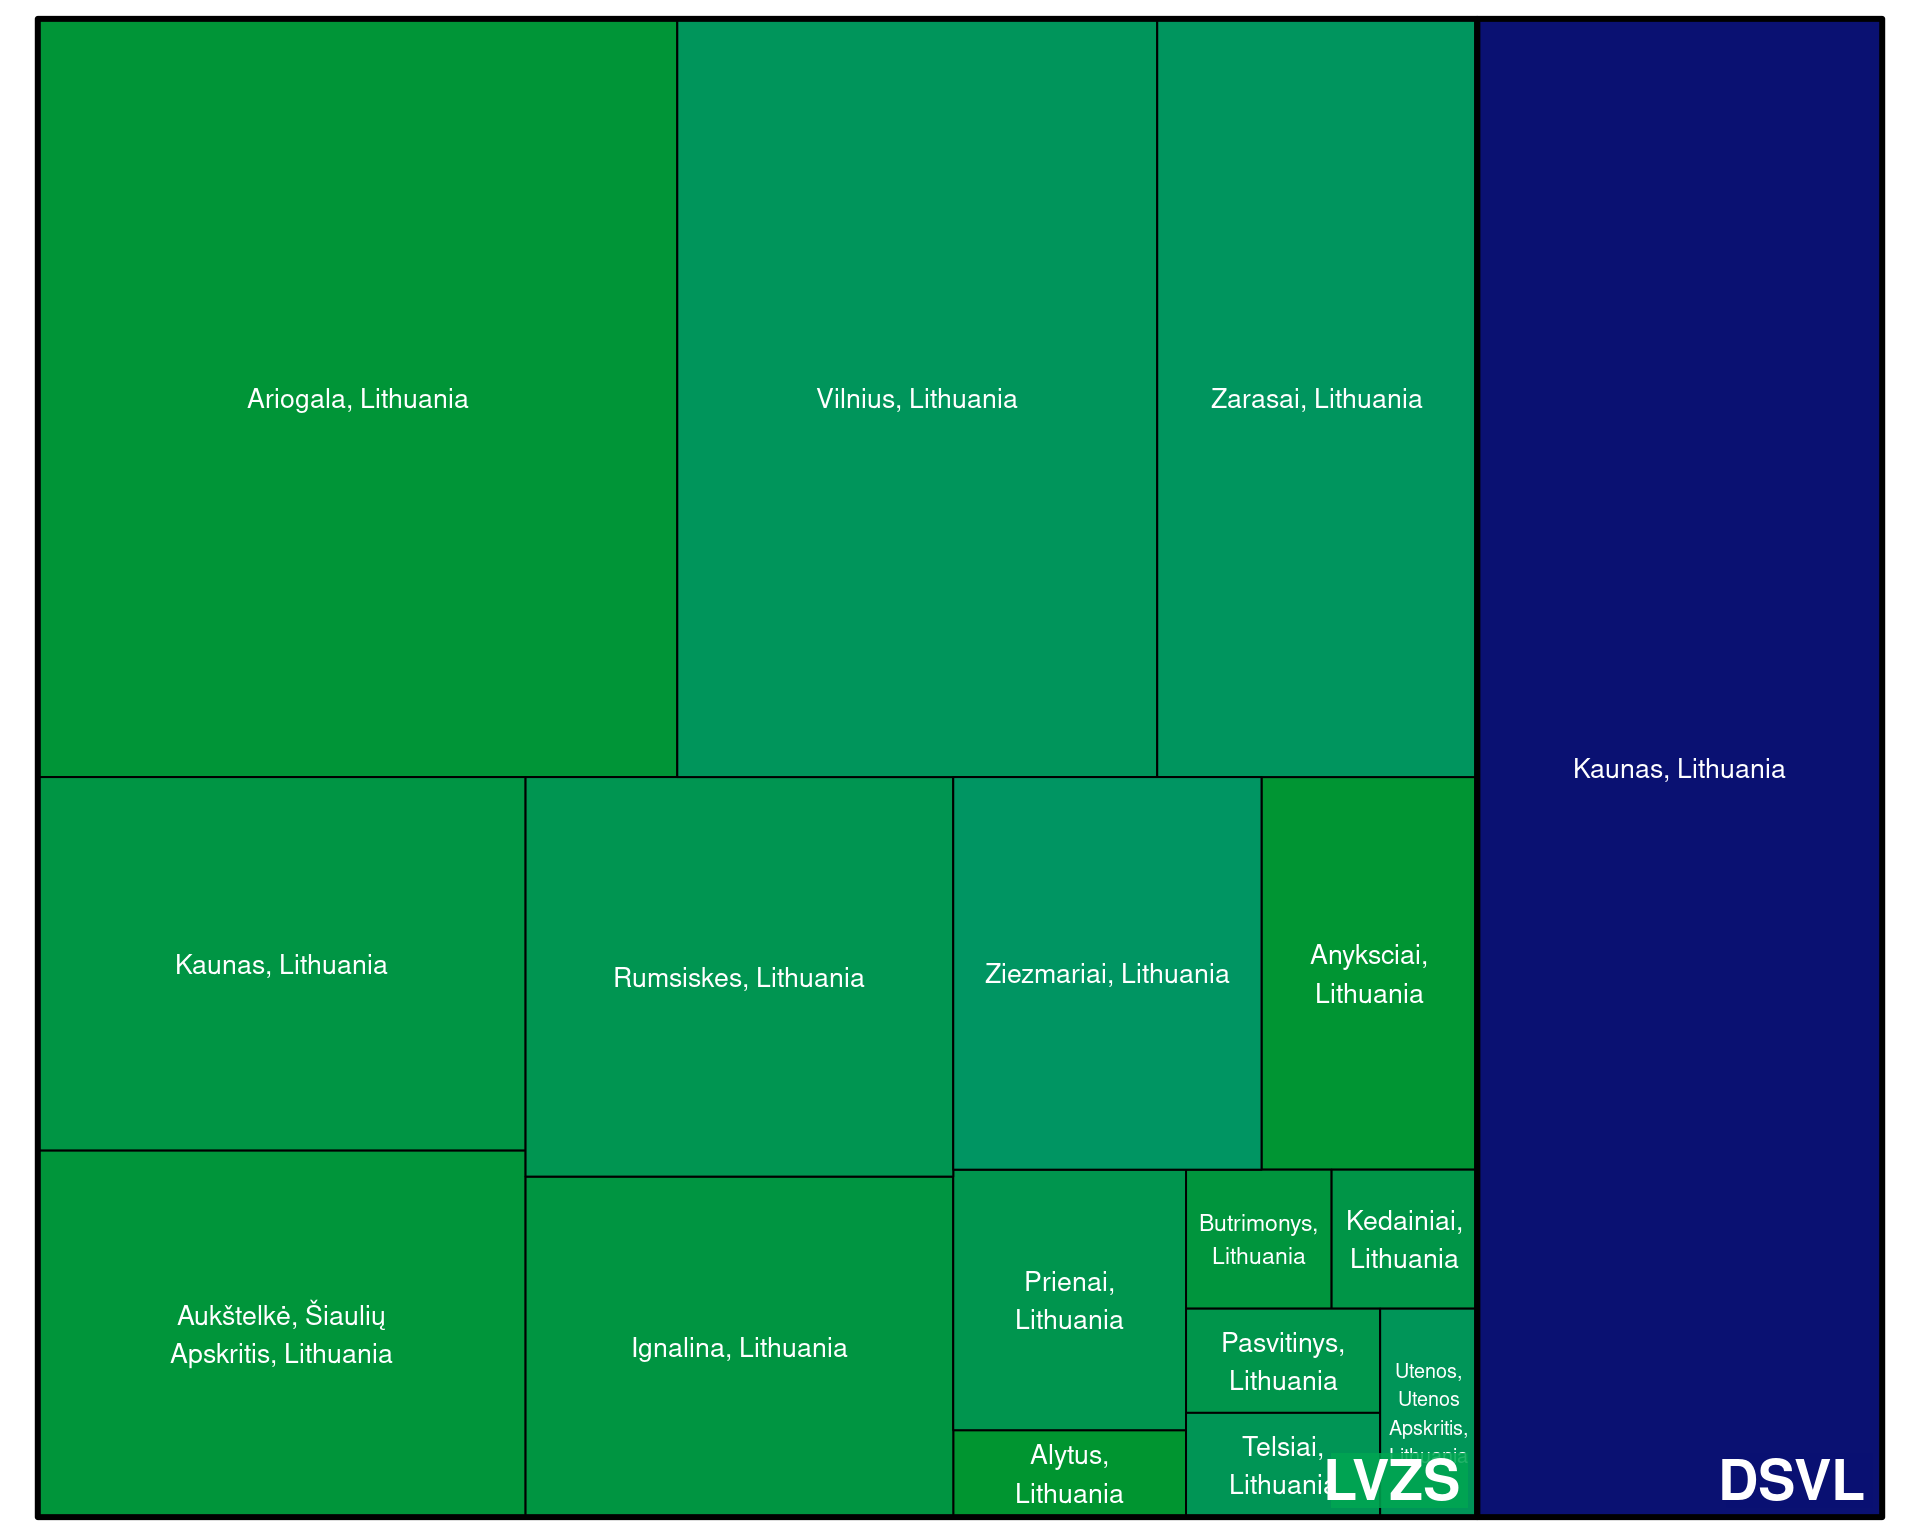 Ariogala, Lithuania
Vilnius, Lithuania
Zarasai, Lithuania
Kaunas, Lithuania
Kaunas, Lithuania
Rumsiskes, Lithuania
Ziezmariai, Lithuania
Anyksciai,
Lithuania
Aukštelkė, Šiaulių
Apskritis, Lithuania
Ignalina, Lithuania
Prienai,
Lithuania
Butrimonys,
Lithuania
Kedainiai,
Lithuania
Pasvitinys,
Lithuania
Utenos,
Utenos
Apskritis,
Lithuania
Alytus,
Lithuania
Telsiai,
Lithuania
LVZS
DSVL